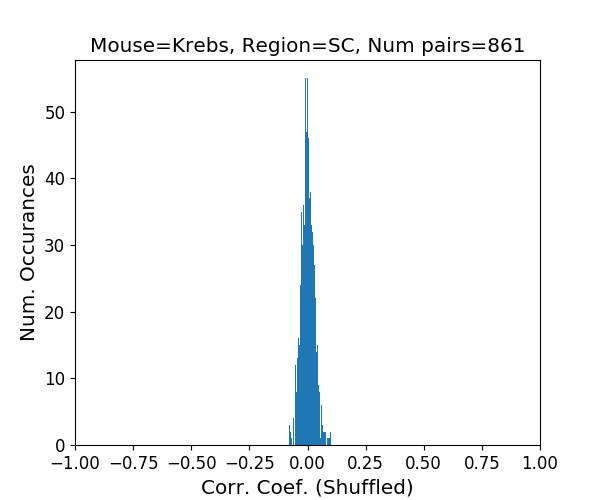 Mouse=Krebs, Region=SC, Num pairs=861
Num. Occurances
50
40
30
20
10
0
−1.00 −0.75 −0.50 −0.25 0.00 0.25 0.50 0.75 1.00
Corr. Coef. (Shuffled)